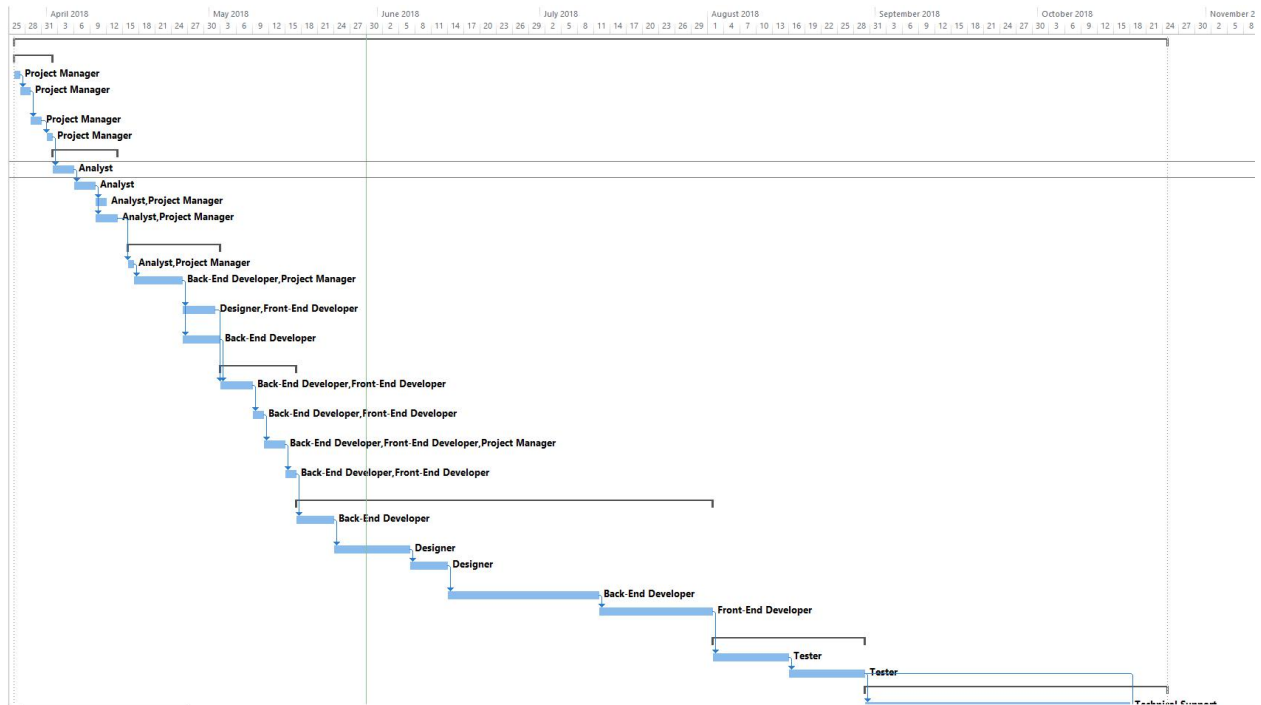 April 2018 May 2018 June 2018 July 2018 August 2018 September 2018 October 2018 November 2
25 28 31 3 6 9 12 15 18 21 24 27 30 3 6 9 12 15 18 21 24 27 30 2 5 8 11 14 17 20 23 26 29 2 5 8 11 14 17 20 23 26 29 1 4 7 10 13 16 19 22 25 28 31 3 6 9 12 15 18 21 24 27 30 3 6 9 12 15 18 21 24 27 30 2 5 8
Project Manager
Project Manager
Project Manager
Project Manager
Analyst
Analyst
Analyst,Project Manager
Analyst,Project Manager
Analyst,Project Manager
Back-End Developer,Project Manager
Designer,Front-End Developer
Back-End Developer
Back-End Developer,Front-End Developer
Back-End Developer,Front-End Developer
Back-End Developer,Front-End Developer,Project Manager
Back-End Developer,Front-End Developer
Back-End Developer
Designer
Designer
Back-End Developer
Front-End Developer
Tester
Tester
Technical Support